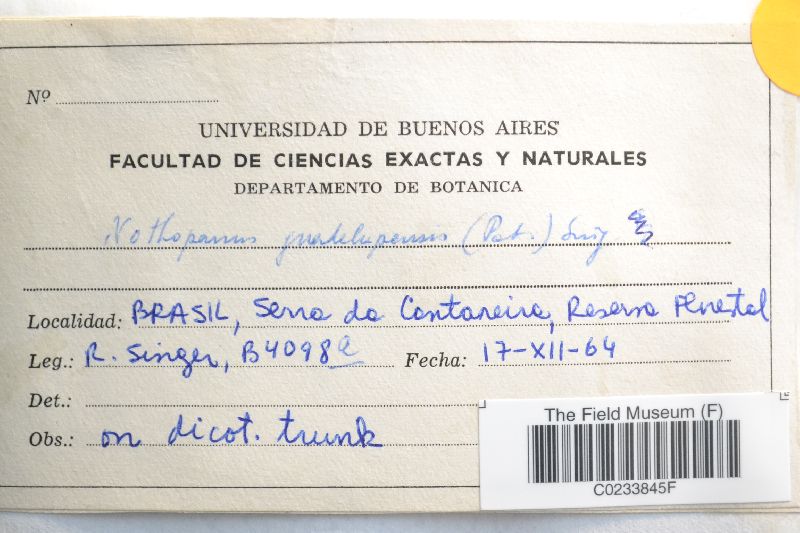 Nº
UNIVERSIDAD DE BUENOS AIRES
FACULTAD DE CIENCIAS EXACTAS Y NATURALES
DEPARTAMENTO DE BOTANICA
Nothopanus guadelupensis (Pat.) Sing
Localidad: BRASIL, Serra da Cantareira, Reserva Florestal
Leg.: R. Singer, B4098a Fecha: 17-XII-64
Det.:
Obs.: on dicot. trunk
The Field Museum (F)
C0233845F